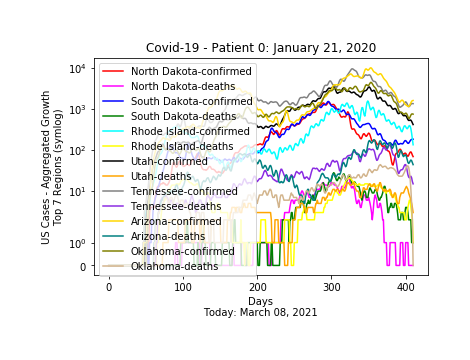 Covid-19 - Patient 0: January 21, 2020
US Cases - Aggregated Growth
Top 7 Regions (symlog)
10⁴
10³
10²
10¹
10⁰
0
North Dakota-confirmed
North Dakota-deaths
South Dakota-confirmed
South Dakota-deaths
Rhode Island-confirmed
Rhode Island-deaths
Utah-confirmed
Utah-deaths
Tennessee-confirmed
Tennessee-deaths
Arizona-confirmed
Arizona-deaths
Oklahoma-confirmed
Oklahoma-deaths
0 100 200 300 400
Days
Today: March 08, 2021